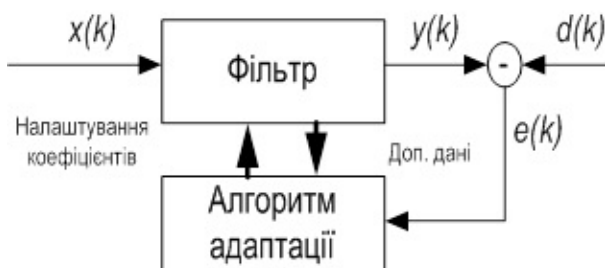 x(k)
Фільтр
y(k)
-
d(k)
e(k)
Налаштування
коефіцієнтів
Доп. дані
Алгоритм
адаптації